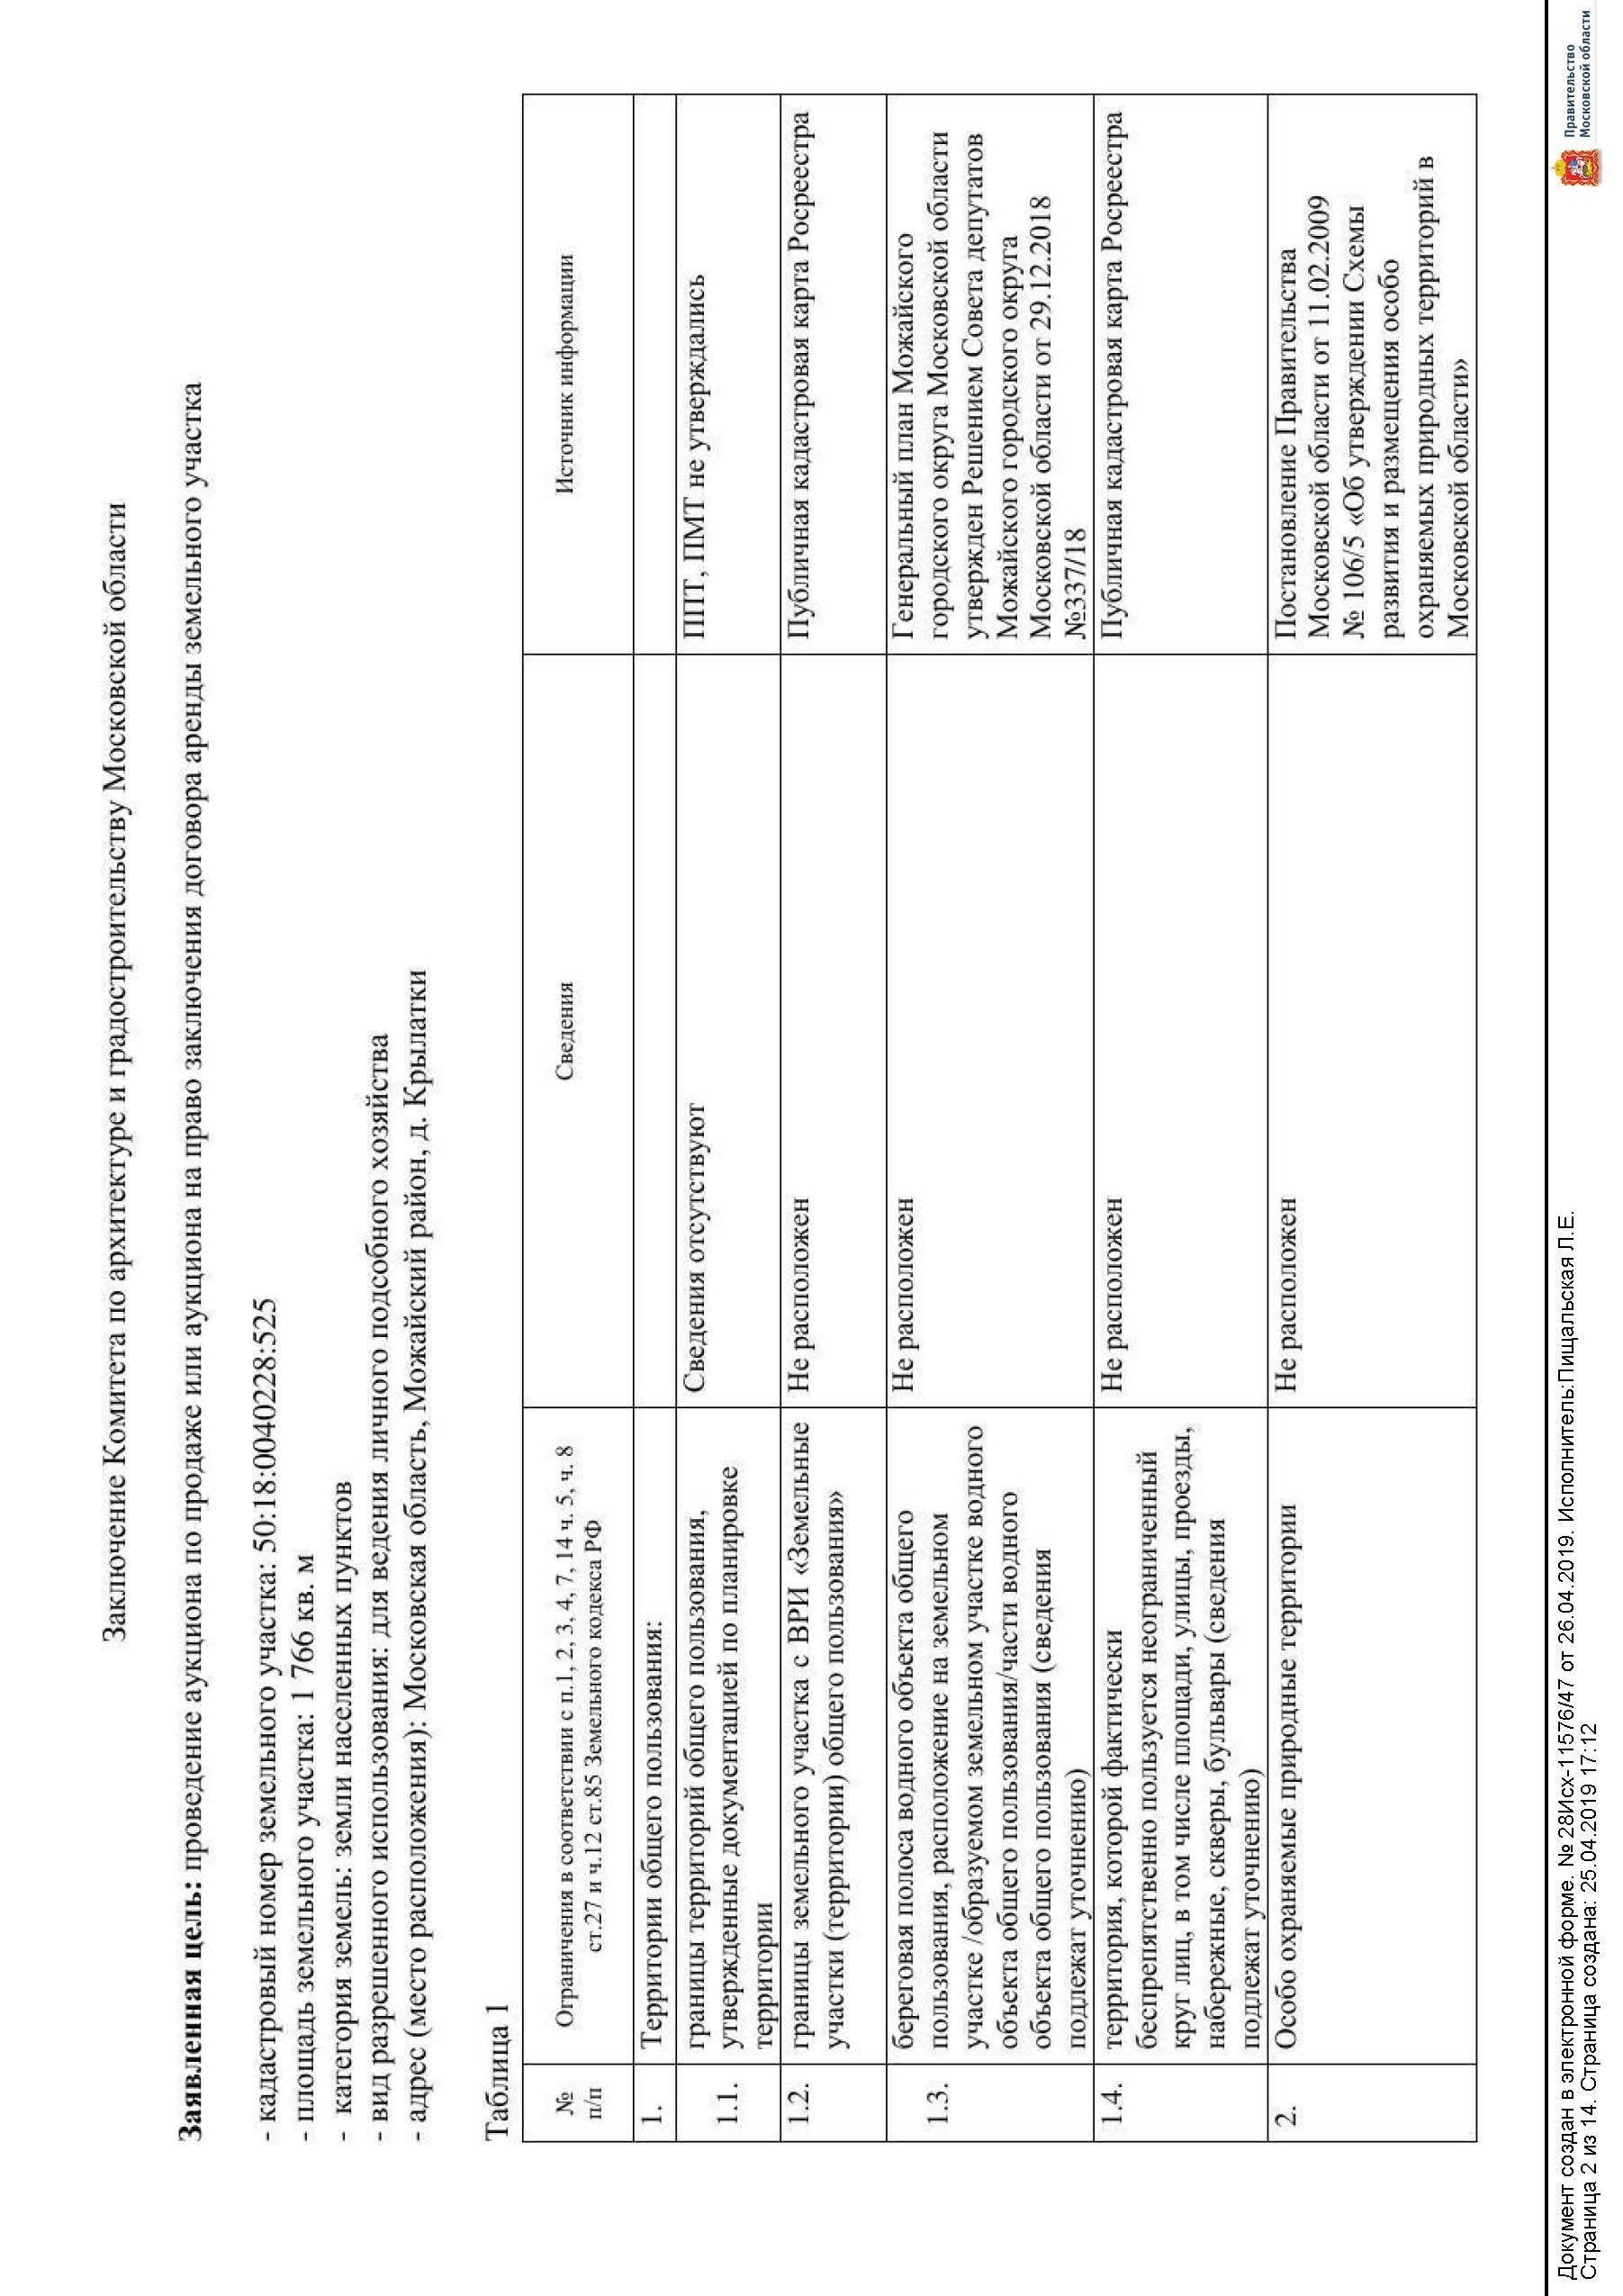 Заключение Комитета по архитектуре и градостроительству Московской области
Заявленная цель: проведение аукциона по продаже или аукциона на право заключения договора аренды земельного участка
- кадастровый номер земельного участка: 50:18:0040228:525
- площадь земельного участка: 1 766 кв. м
- категория земель: земли населенных пунктов
- вид разрешенного использования: для ведения личного подсобного хозяйства
- адрес (место расположения): Московская область, Можайский район, д. Крылатки
Таблица 1
№
п/п
Ограничения в соответствии с п.1, 2, 3, 4, 7, 14 ч. 5, ч. 8
ст.27 и ч.12 ст.85 Земельного кодекса РФ
Сведения
Источник информации
1.
Территории общего пользования:
1.1.
границы территорий общего пользования,
утвержденные документацией по планировке
территории
Сведения отсутствуют
ППТ, ПМТ не утверждались
1.2.
границы земельного участка с ВРИ «Земельные
участки (территории) общего пользования»
Не расположен
Публичная кадастровая карта Росреестра
1.3.
береговая полоса водного объекта общего
пользования, расположение на земельном
участке /образуемом земельном участке водного
объекта общего пользования/части водного
объекта общего пользования (сведения
подлежат уточнению)
Не расположен
Генеральный план Можайского
городского округа Московской области
утвержден Решением Совета депутатов
Можайского городского округа
Московской области от 29.12.2018
№337/18
1.4.
территория, которой фактически
беспрепятственно пользуется неограниченный
круг лиц, в том числе площади, улицы, проезды,
набережные, скверы, бульвары (сведения
подлежат уточнению)
Не расположен
Публичная кадастровая карта Росреестра
2.
Особо охраняемые природные территории
Не расположен
Постановление Правительства
Московской области от 11.02.2009
№ 106/5 «Об утверждении Схемы
развития и размещения особо
охраняемых природных территорий в
Московской области»
Документ создан в электронной форме. № 28Исх-11576/47 от 26.04.2019. Исполнитель:Пищальская Л.Е.
Страница 2 из 14. Страница создана: 25.04.2019 17:12
Правительство
Московской области